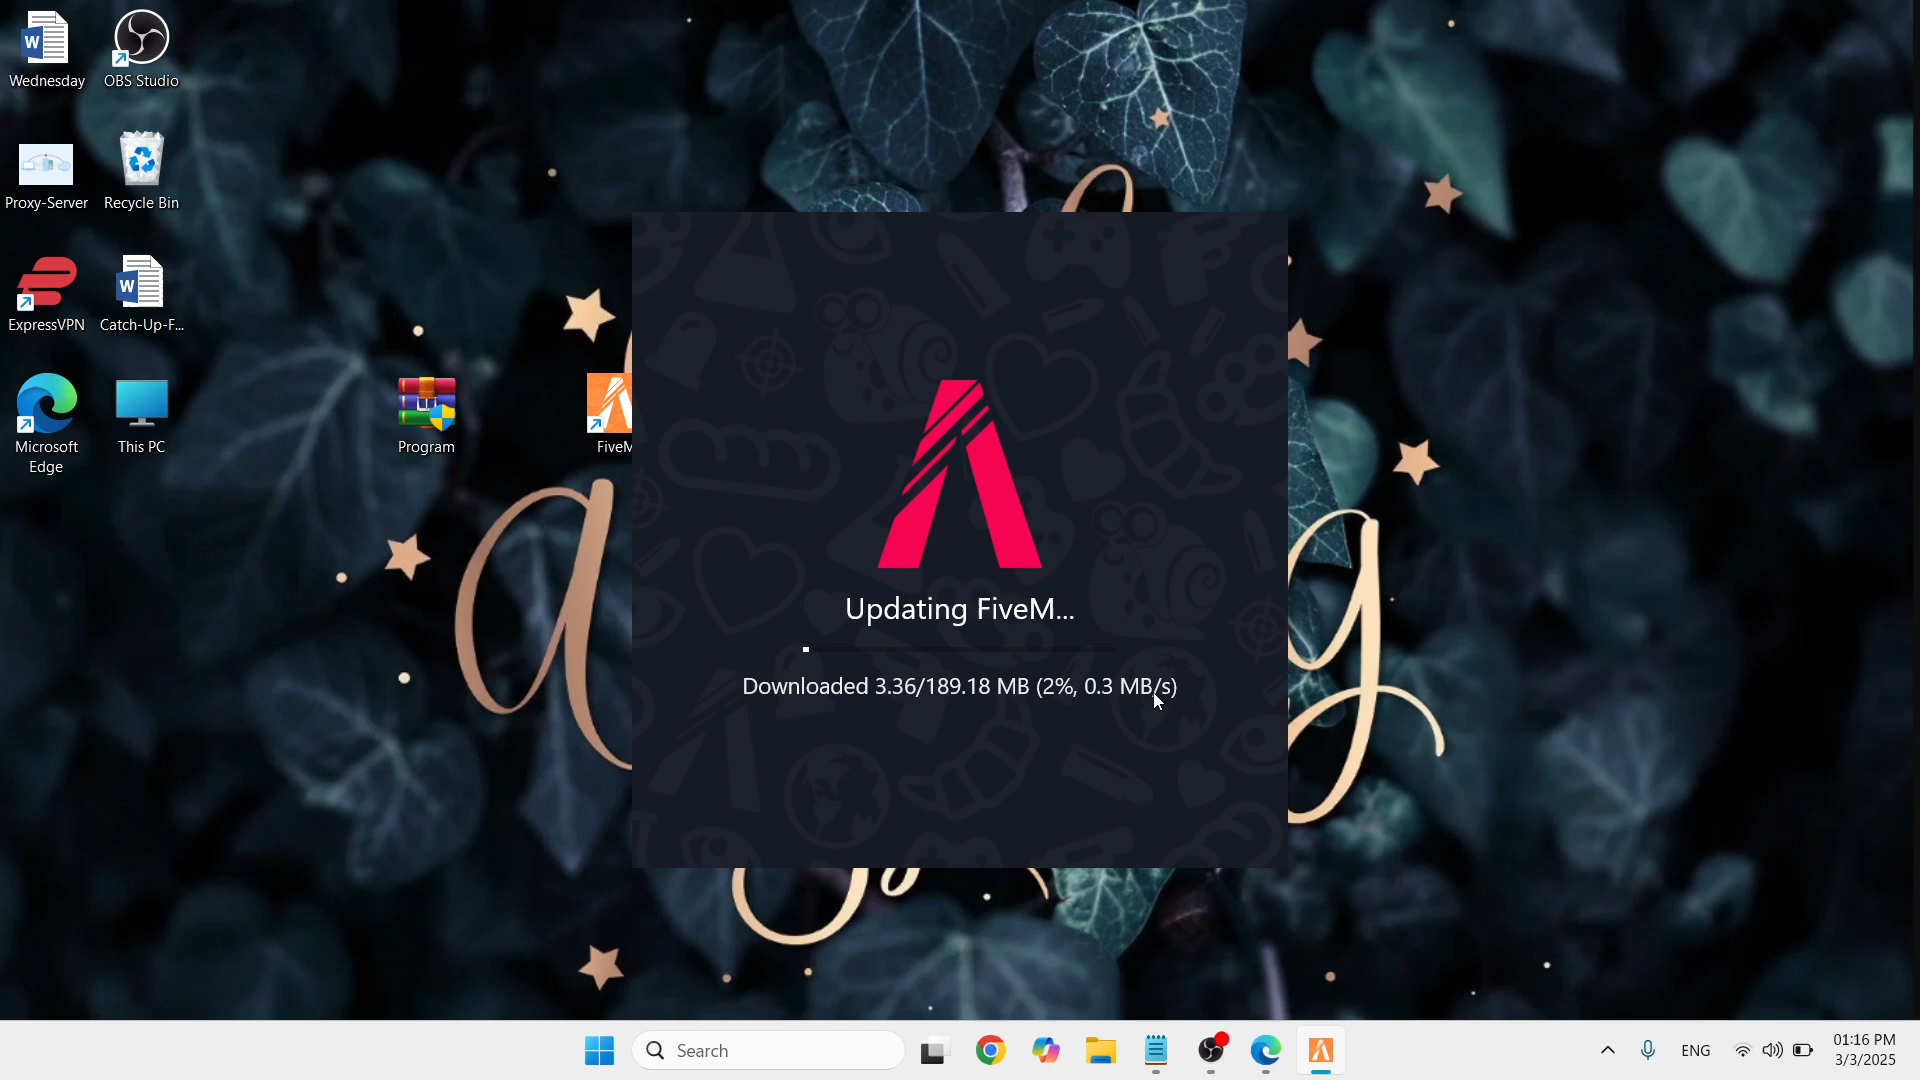 Wednesday
OBS Studio
Proxy-Server
Recycle Bin
ExpressVPN
Catch-Up-F...
Microsoft
Edge
This PC
Program
FiveM
Updating FiveM...
Downloaded 3.36/189.18 MB (2%, 0.3 MB/s)
Search
ENG
01:16 PM
3/3/2025